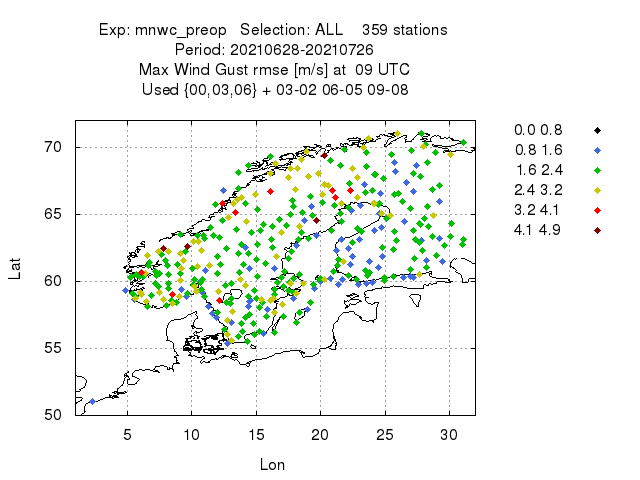 Exp: mnwc_preop   Selection: ALL    359 stations
Period: 20210628-20210726
Max Wind Gust rmse [m/s] at  09 UTC
Used {00,03,06} + 03-02 06-05 09-08
0.0 0.8
0.8 1.6
1.6 2.4
2.4 3.2
3.2 4.1
4.1 4.9
Lat
70
65
60
55
50
5 10 15 20 25 30
Lon